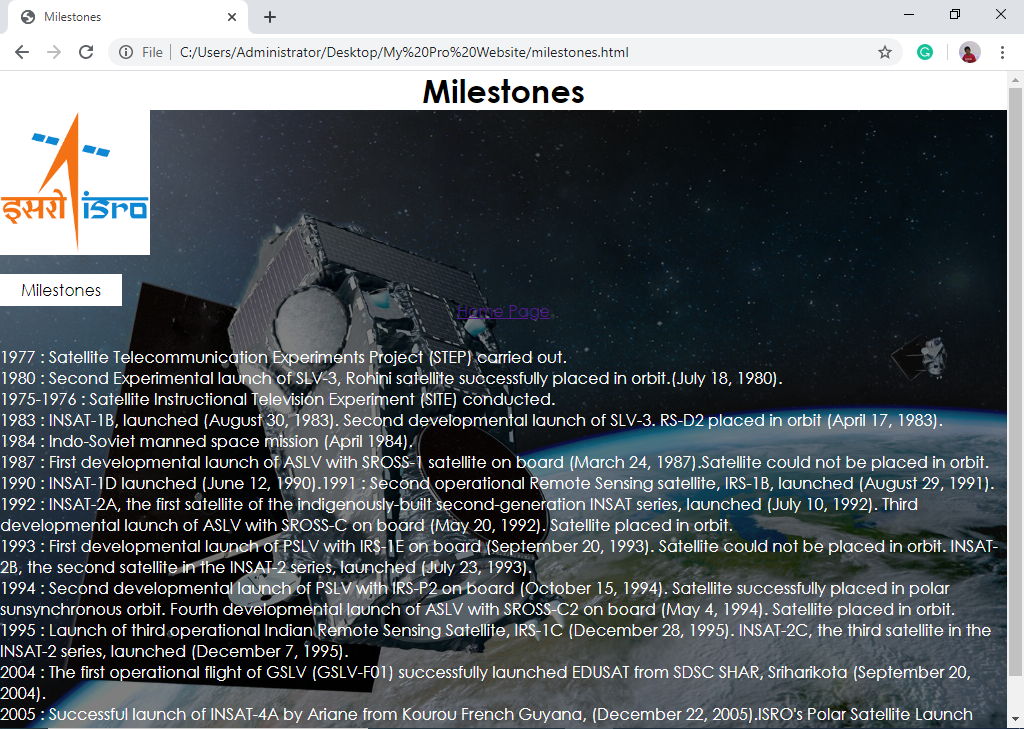 Milestones
File
C:/Users/Administrator/Desktop/My%20Pro%20Website/milestones.html
Milestones
इसरो isro
Milestones
Home Page
1977 : Satellite Telecommunication Experiments Project (STEP) carried out.
1980 : Second Experimental launch of SLV-3, Rohini satellite successfully placed in orbit.(July 18, 1980).
1975-1976 : Satellite Instructional Television Experiment (SITE) conducted.
1983 : INSAT-1B, launched (August 30, 1983). Second developmental launch of SLV-3. RS-D2 placed in orbit (April 17, 1983).
1984 : Indo-Soviet manned space mission (April 1984).
1987 : First developmental launch of ASLV with SROSS-1 satellite on board (March 24, 1987).Satellite could not be placed in orbit.
1990 : INSAT-1D launched (June 12, 1990).1991 : Second operational Remote Sensing satellite, IRS-1B, launched (August 29, 1991).
1992 : INSAT-2A, the first satellite of the indigenously-built second-generation INSAT series, launched (July 10, 1992). Third
developmental launch of ASLV with SROSS-C on board (May 20, 1992). Satellite placed in orbit.
1993 : First developmental launch of PSLV with IRS-1E on board (September 20, 1993). Satellite could not be placed in orbit. INSAT-
2B, the second satellite in the INSAT-2 series, launched (July 23, 1993).
1994 : Second developmental launch of PSLV with IRS-P2 on board (October 15, 1994). Satellite successfully placed in polar
sunsynchronous orbit. Fourth developmental launch of ASLV with SROSS-C2 on board (May 4, 1994). Satellite placed in orbit.
1995 : Launch of third operational Indian Remote Sensing Satellite, IRS-1C (December 28, 1995). INSAT-2C, the third satellite in the
INSAT-2 series, launched (December 7, 1995).
2004 : The first operational flight of GSLV (GSLV-F01) successfully launched EDUSAT from SDSC SHAR, Sriharikota (September 20,
2004).
2005 : Successful launch of INSAT-4A by Ariane from Kourou French Guyana, (December 22, 2005).ISRO's Polar Satellite Launch